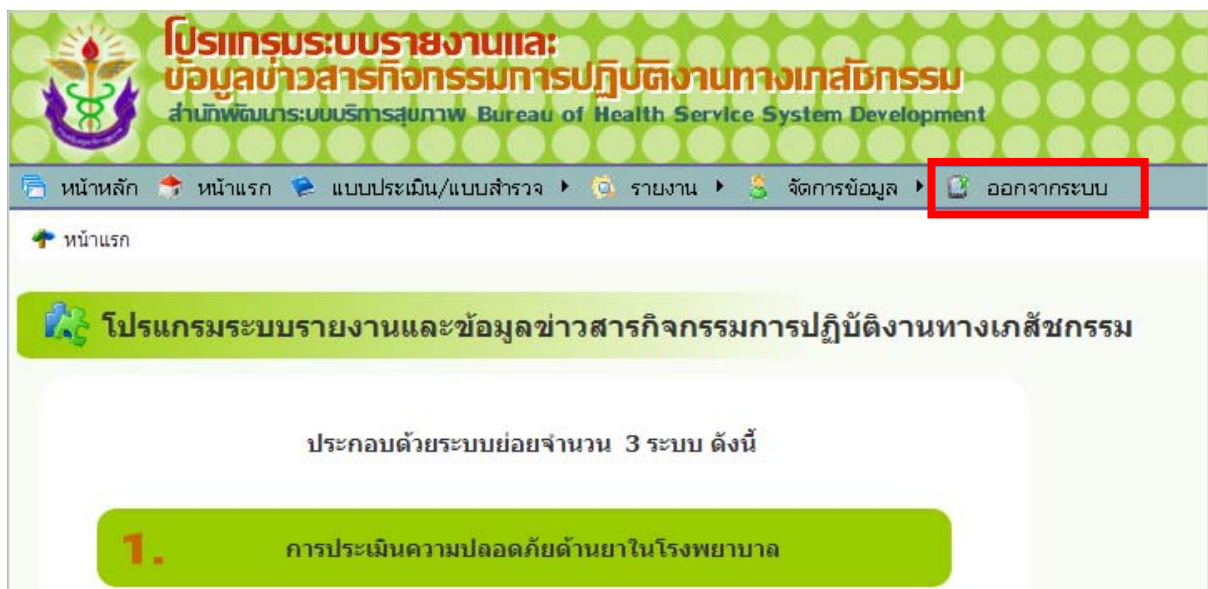 โปรแกรมระบบรายงานและ
ข้อมูลข่าวสารกิจกรรมการปฏิบัติงานทางเภสัชกรรม
สำนักพัฒนาระบบบริการสุขภาพ Bureau of Health Service System Development
หน้าหลัก หน้าแรก แบบประเมิน/แบบสำรวจ รายงาน จัดการข้อมูล ออกจากระบบ
หน้าแรก
โปรแกรมระบบรายงานและข้อมูลข่าวสารกิจกรรมการปฏิบัติงานทางเภสัชกรรม
ประกอบด้วยระบบย่อยจำนวน 3 ระบบ ดังนี้
1. การประเมินความปลอดภัยด้านยาในโรงพยาบาล